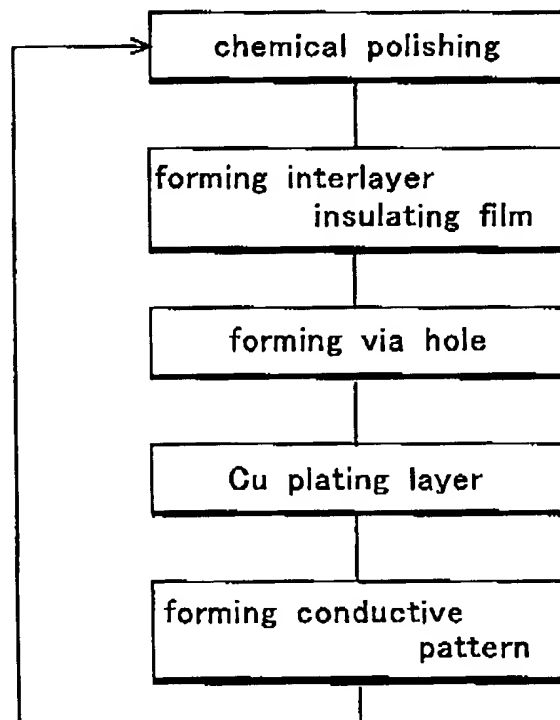 chemical polishing
forming interlayer
insulating film
forming via hole
Cu plating layer
forming conductive
pattern